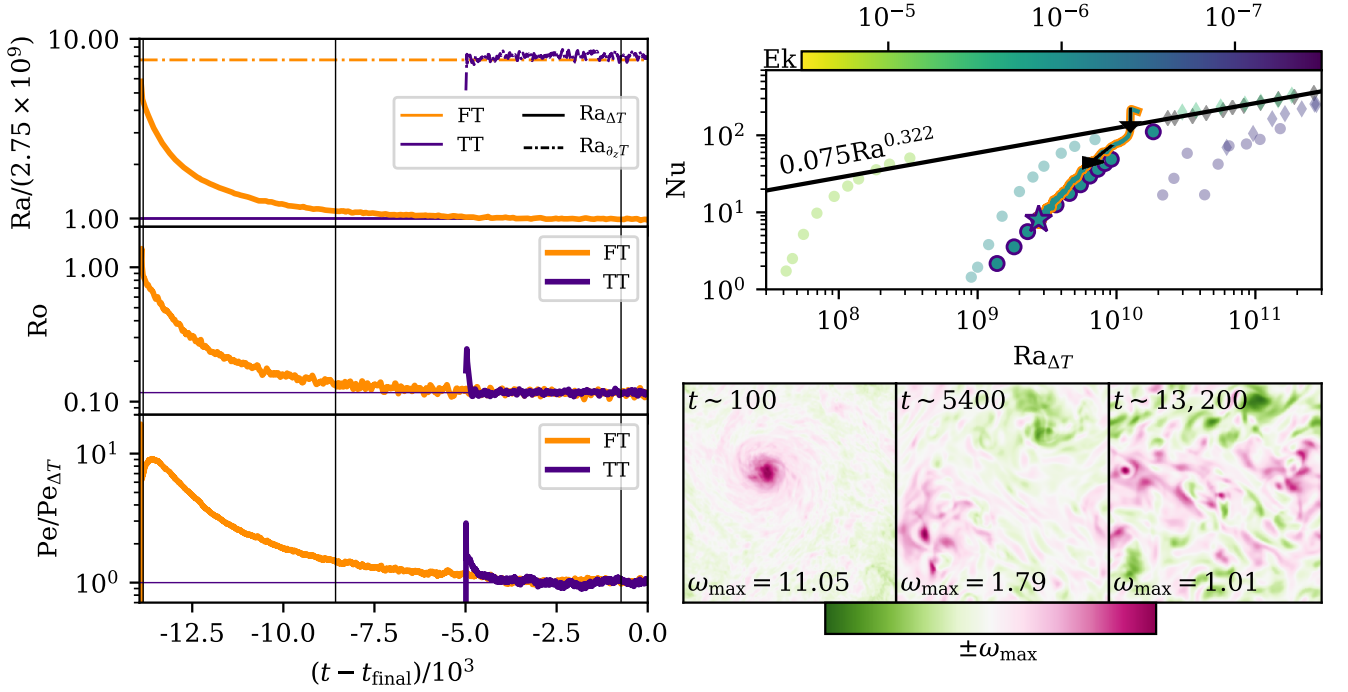 Ra/(2.75 × 10⁹)
10.00
1.00
FT
TT
Ra_ΔT
Ra_∂zT
Ro
1.00
0.10
FT
TT
Pe/Pe_ΔT
10¹
10⁰
FT
TT
-12.5 -10.0 -7.5 -5.0 -2.5 0.0
(t − t_final)/10³
10⁻⁵ 10⁻⁶ 10⁻⁷
Ek
Nu
10²
10¹
10⁰
0.075Ra^0.322
10⁸ 10⁹ 10¹⁰ 10¹¹
Ra_ΔT
t ~ 100 t ~ 5400 t ~ 13, 200
ω_max = 11.05 ω_max = 1.79 ω_max = 1.01
±ω_max